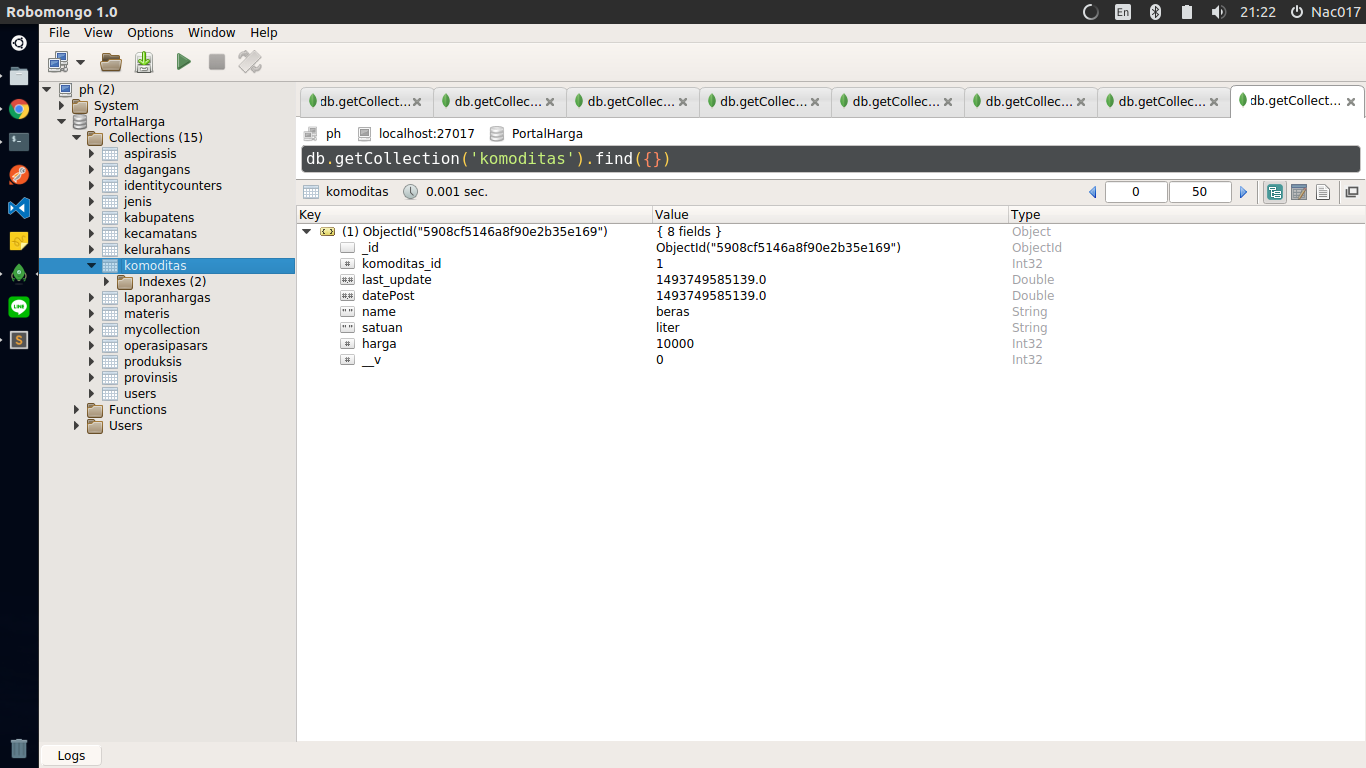 Robomongo 1.0
En
21:22
Nac017
File View Options Window Help
ph (2)
System
PortalHarga
Collections (15)
aspirasis
dagangans
identitycounters
jenis
kabupatens
kecamatans
kelurahans
komoditas
Indexes (2)
laporanhargas
materis
mycollection
operasipasars
produksis
provinsis
users
Functions
Users
db.getCollect... db.getCollec... db.getCollec... db.getCollec... db.getCollec... db.getCollec... db.getCollec... db.getCollect...
ph localhost:27017 PortalHarga
db.getCollection('komoditas').find({})
komoditas 0.001 sec. 0 50
Key Value Type
(1) ObjectId("5908cf5146a8f90e2b35e169") { 8 fields } Object
_id ObjectId("5908cf5146a8f90e2b35e169") ObjectId
# komoditas_id 1 Int32
#.# last_update 1493749585139.0 Double
#.# datePost 1493749585139.0 Double
" " name beras String
" " satuan liter String
# harga 10000 Int32
# __v 0 Int32
Logs